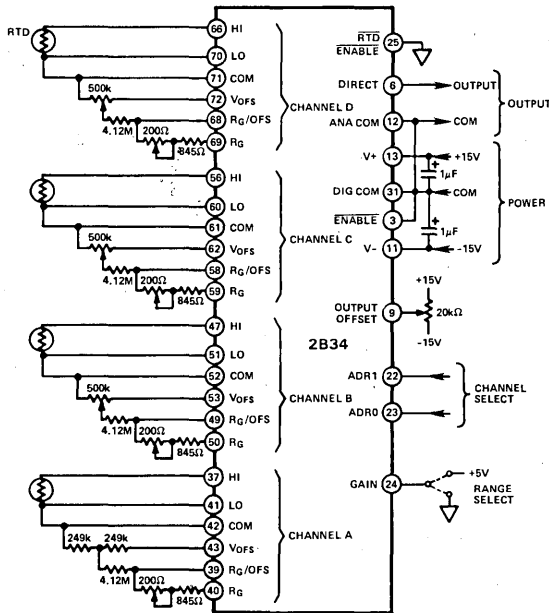 RTD
66 HI
70 LO
71 COM
500k
72 VOFS
68 RG/OFS
4.12M
200Ω
69 RG
845Ω
CHANNEL D
56 HI
60 LO
61 COM
500k
62 VOFS
58 RG/OFS
4.12M
200Ω
59 RG
845Ω
CHANNEL C
47 HI
51 LO
52 COM
500k
53 VOFS
49 RG/OFS
4.12M
200Ω
50 RG
845Ω
CHANNEL B
37 HI
41 LO
42 COM
249k 249k
43 VOFS
39 RG/OFS
4.12M
200Ω
40 RG
845Ω
CHANNEL A
2B34
RTD
ENABLE 25
DIRECT 6 OUTPUT
ANA COM 12 COM
OUTPUT
V+ 13 +15V
+
1µF
DIG COM 31 COM
ENABLE 3
+
1µF
V- 11 -15V
POWER
+15V
OUTPUT
OFFSET 9 20kΩ
-15V
ADR1 22
ADR0 23
CHANNEL
SELECT
GAIN 24 +5V
RANGE
SELECT